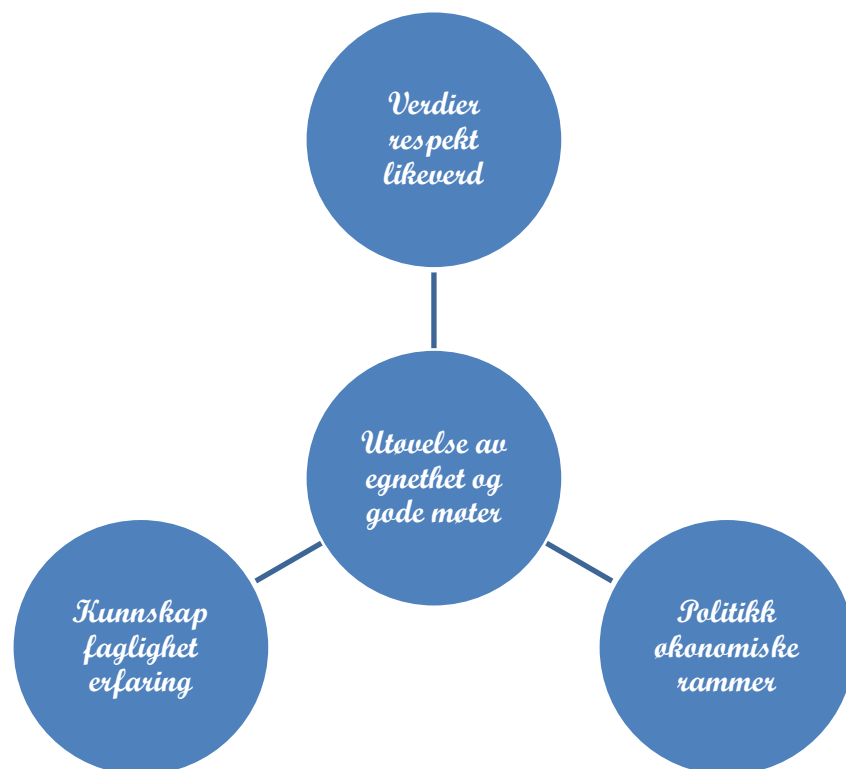 Verdier
respekt
likeverd
Utøvelse av
egnethet og
gode møter
Kunnskap
faglighet
erfaring
Politikk
økonomiske
rammer